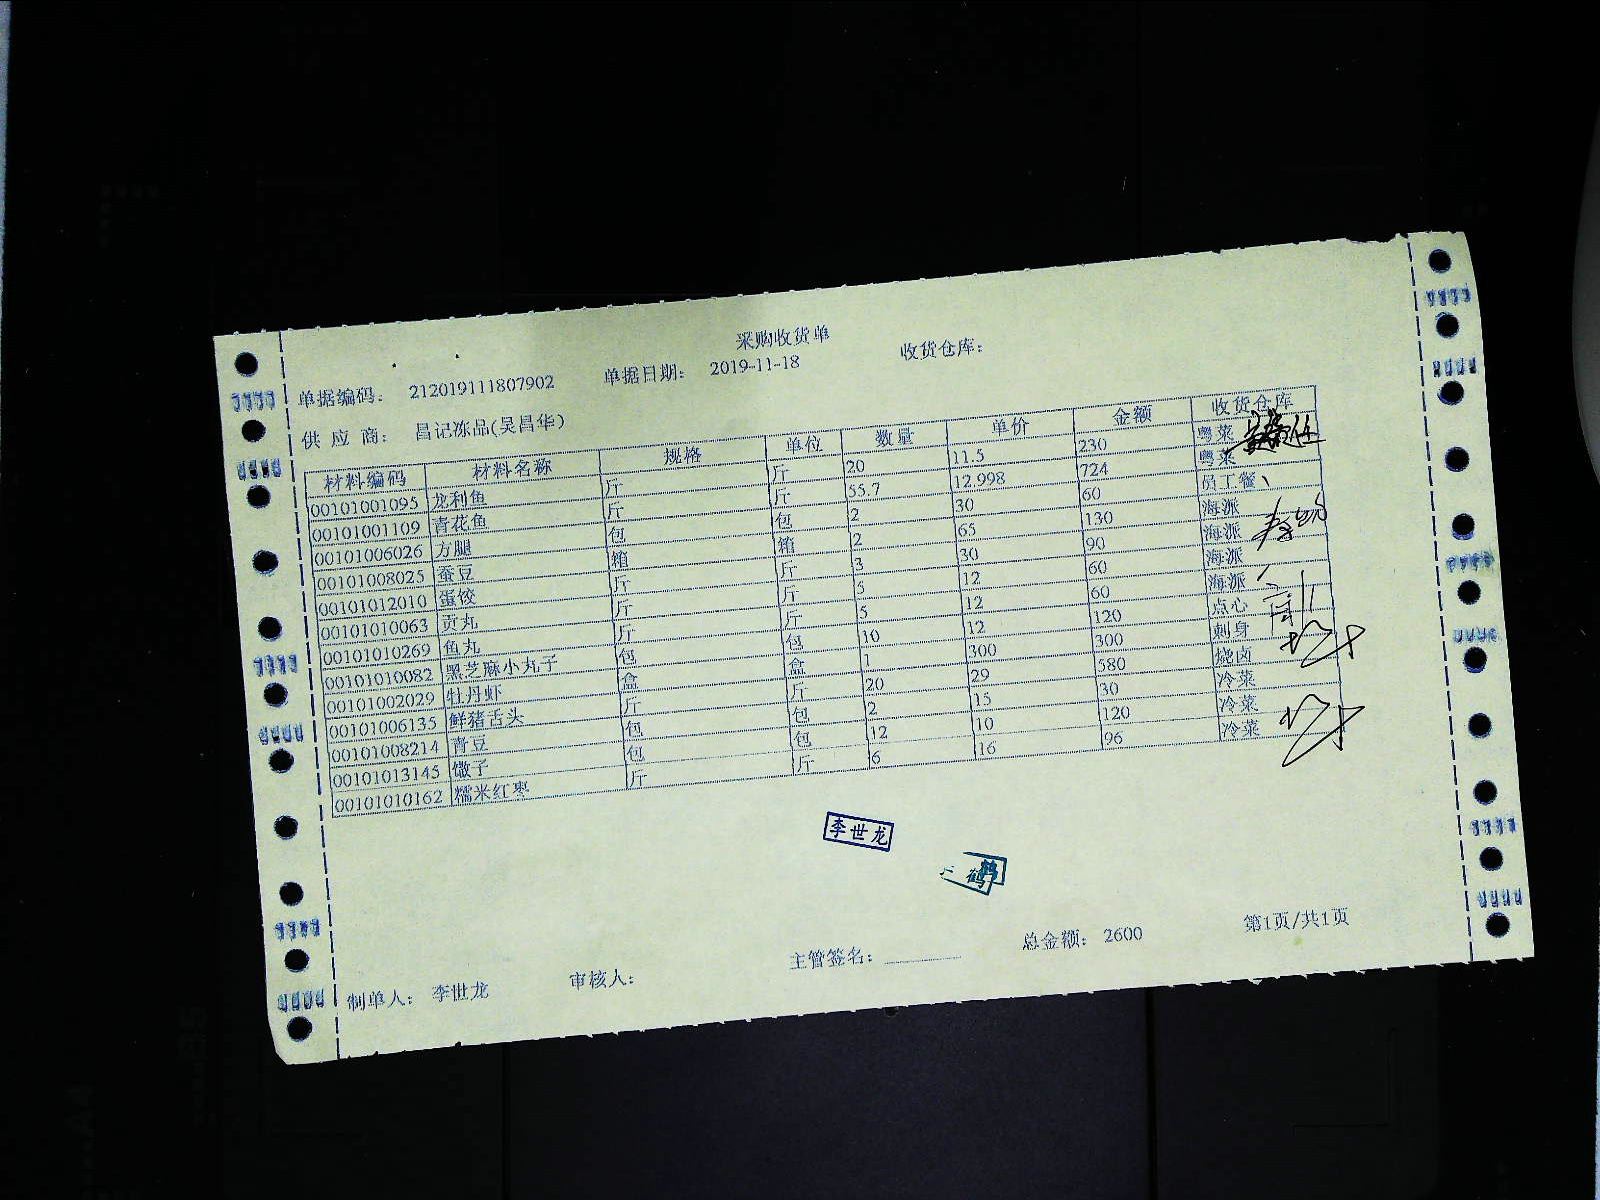 采购收货单
单据编码: 212019111807902 单据日期: 2019-11-18 收货仓库:
供应商: 昌记冻品(吴昌华)
材料编码 材料名称 规格 单位 数量 单价 金额 收货仓库
00101001095 龙利鱼 斤 斤 20 11.5 230 粤菜
00101001109 青花鱼 斤 斤 55.7 12.998 724 粤菜
00101006026 方腿 包 包 2 30 60 员工餐
00101008025 蚕豆 箱 箱 2 65 130 海派
00101012010 蛋饺 斤 斤 3 30 90 海派
00101010063 贡丸 斤 斤 5 12 60 海派
00101010269 鱼丸 斤 斤 5 12 60 海派
00101010082 黑芝麻小丸子 包 包 10 12 120 点心
00101002029 牡丹虾 盒 盒 1 300 300 刺身
00101006135 鲜猪舌头 斤 斤 20 29 580 烧卤
00101008214 青豆 包 包 2 15 30 冷菜
00101013145 馓子 包 包 12 10 120 冷菜
00101010162 糯米红枣 斤 斤 6 16 96 冷菜
李世龙
鹤
制单人: 李世龙 审核人: 主管签名: 总金额: 2600 第1页/共1页